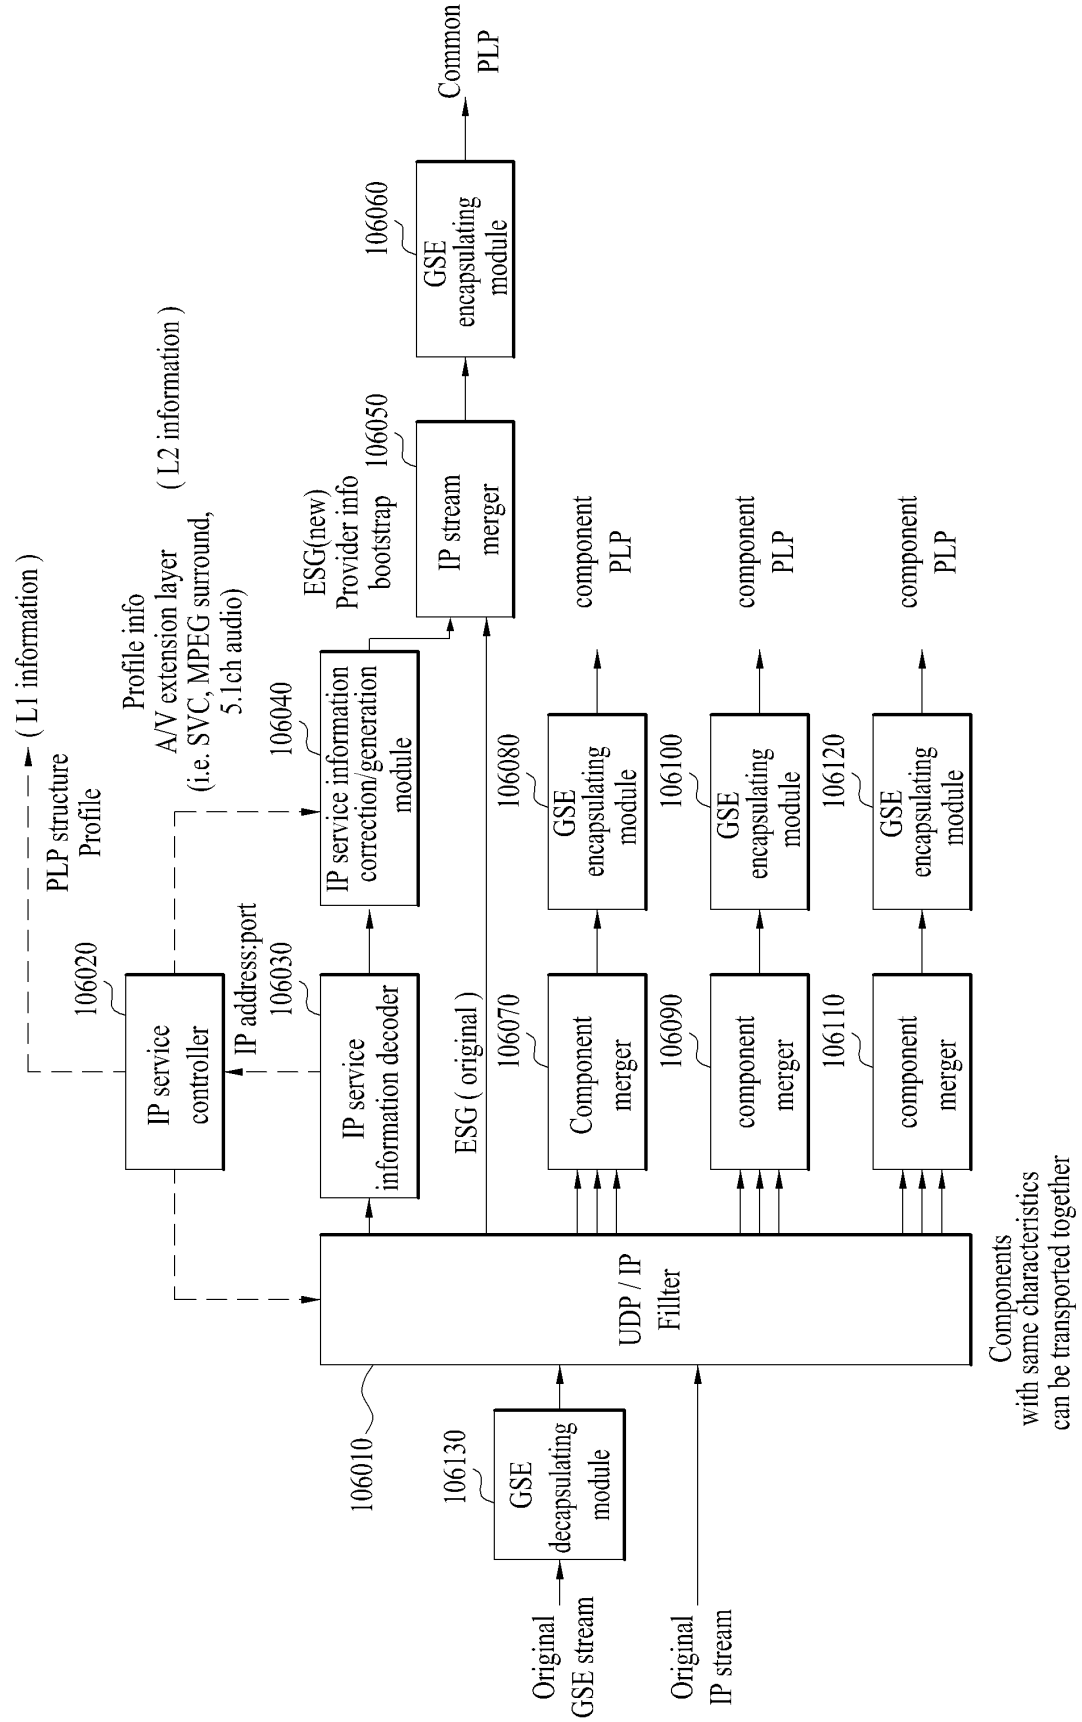 ( L1 information )
PLP structure
Profile
Profile info
A/V extension layer
(i.e. SVC, MPEG surround,
5.1ch audio)
( L2 information )
106020
IP service
controller
IP address:port
106030
IP service
information decoder
106040
IP service information
correction/generation
module
ESG(new)
Provider info
bootstrap
106050
IP stream
merger
106060
GSE
encapsulating
module
Common
PLP
ESG ( original )
106010
UDP / IP
Fillter
106130
GSE
decapsulating
module
Original
GSE stream
Original
IP stream
106070
Component
merger
106080
GSE
encapsulating
module
component
PLP
106090
component
merger
106100
GSE
encapsulating
module
component
PLP
106110
component
merger
106120
GSE
encapsulating
module
component
PLP
Components
with same characteristics
can be transported together